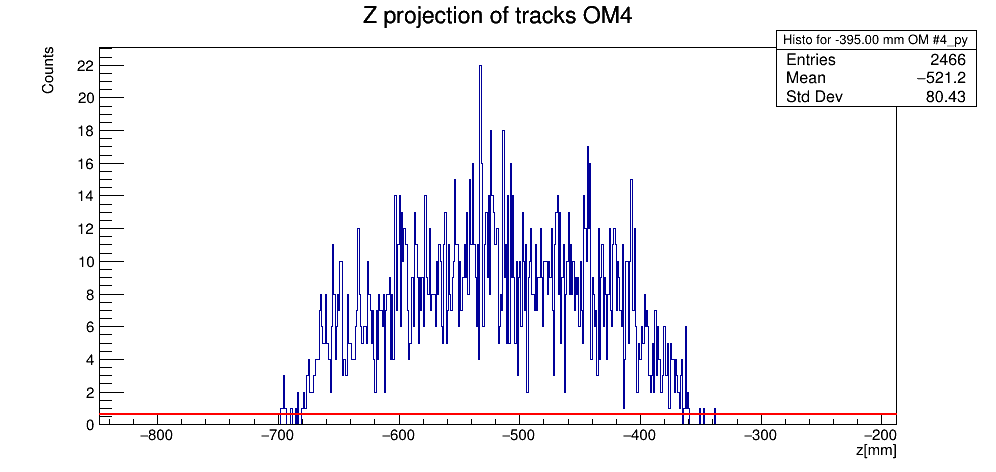 Z projection of tracks OM4
Histo for -395.00 mm OM #4_py
Entries 2466
Mean −521.2
Std Dev 80.43
Counts
22
20
18
16
14
12
10
8
6
4
2
0
−800 −700 −600 −500 −400 −300 −200
z[mm]